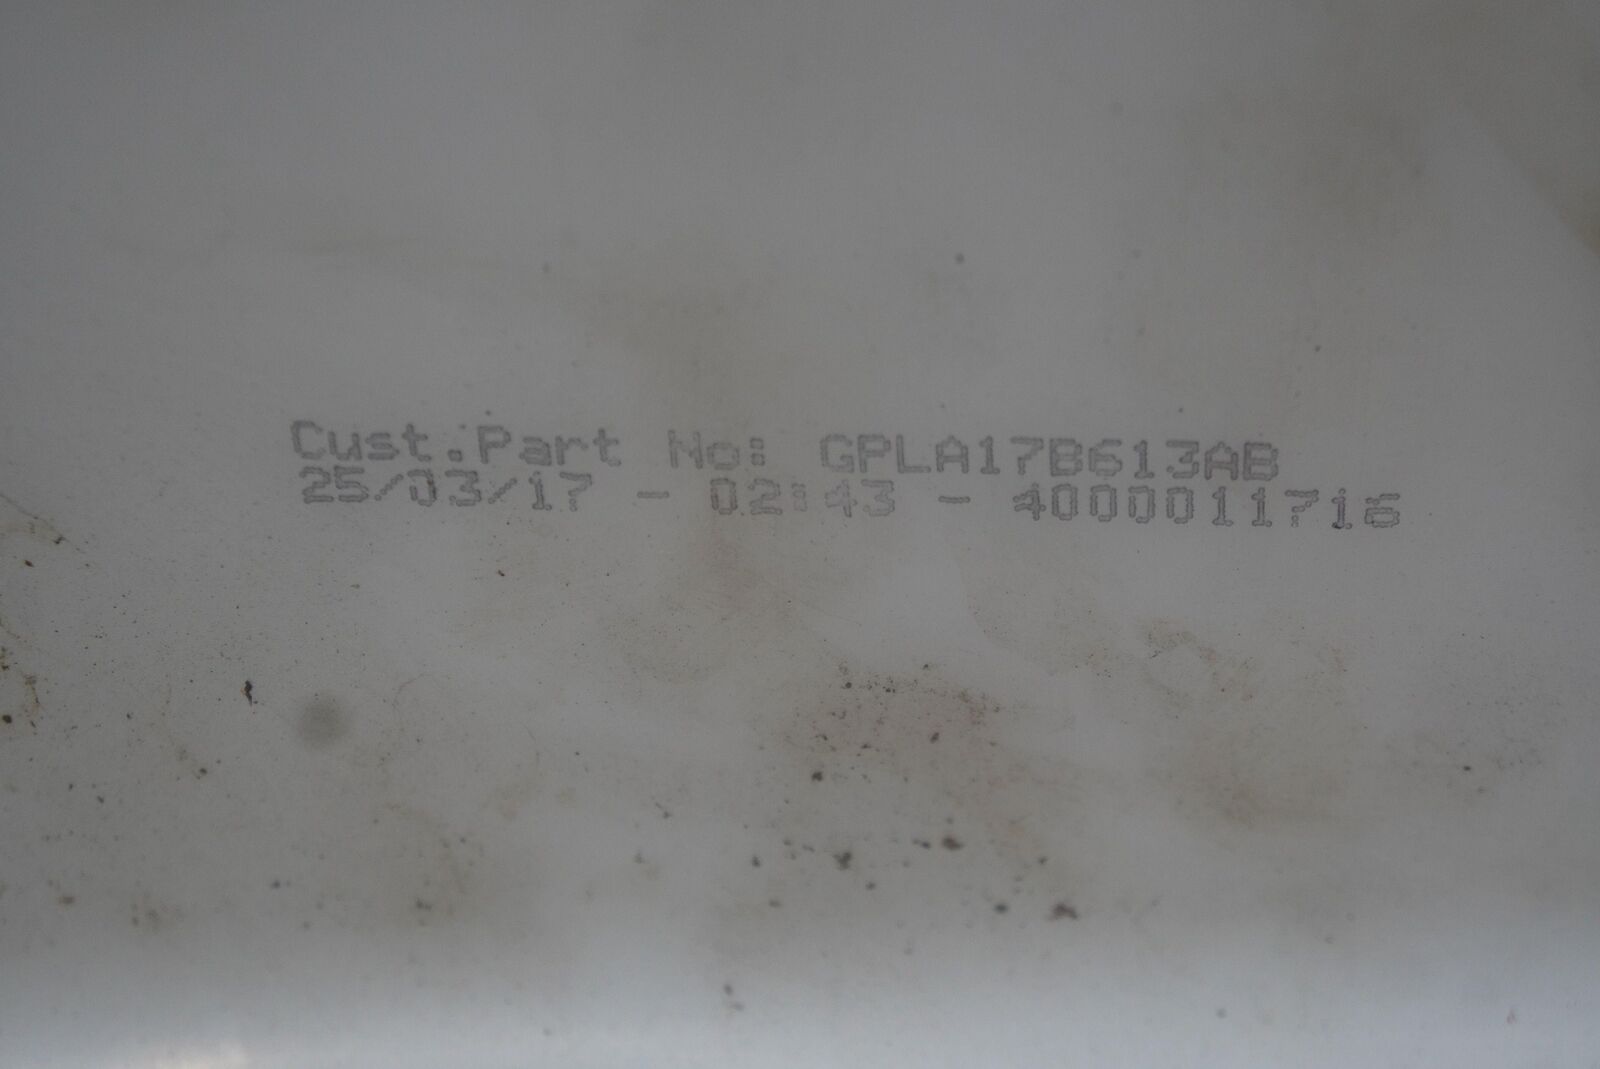 Cust.Part No: GPLA17B613AB
25/03/17 - 02:43 - 4000011716